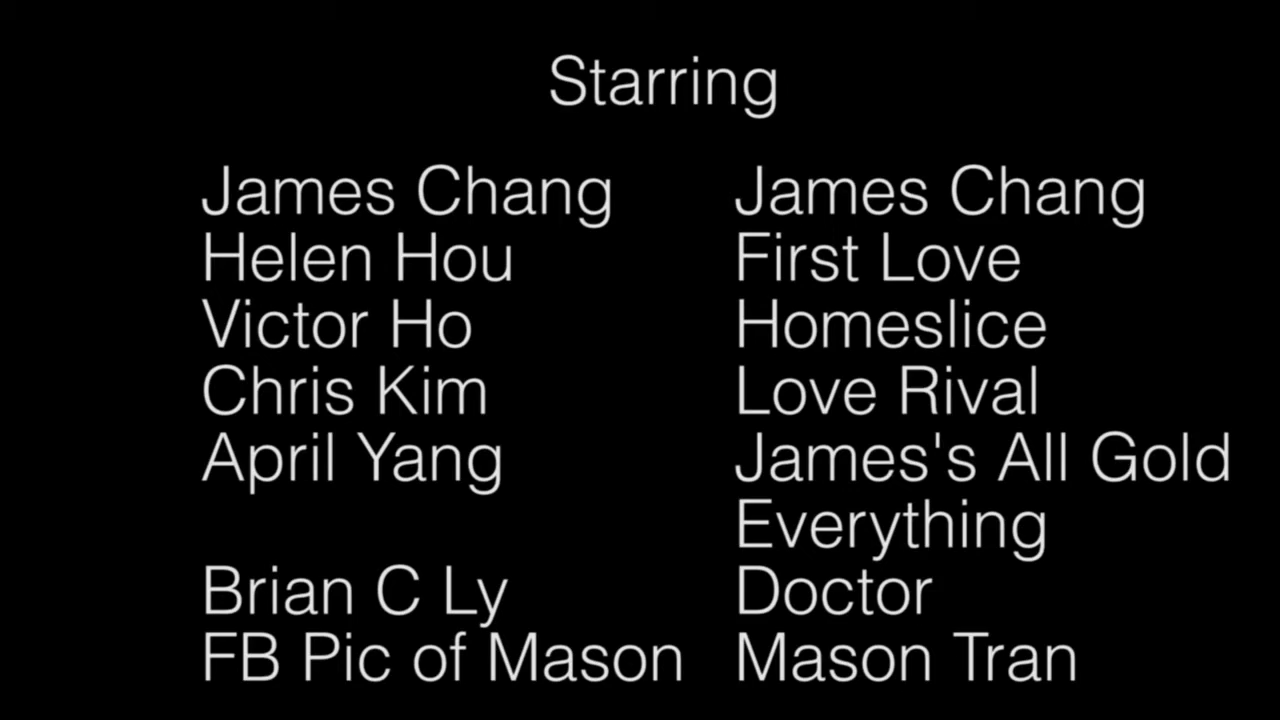 Starring
James Chang James Chang
Helen Hou First Love
Victor Ho Homeslice
Chris Kim Love Rival
April Yang James's All Gold
Everything
Brian C Ly Doctor
FB Pic of Mason Mason Tran